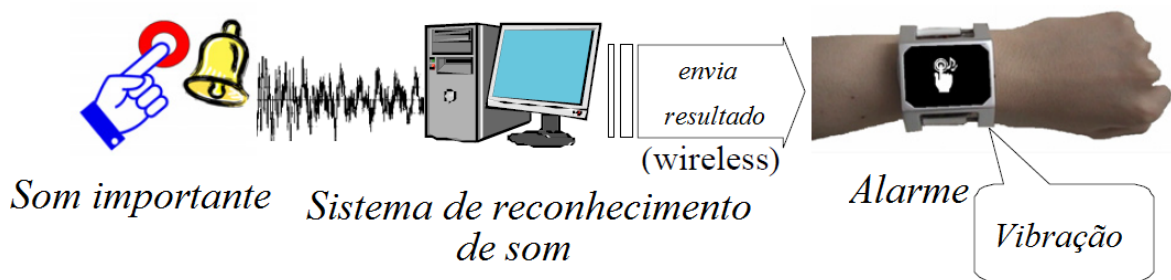 Som importante
Sistema de reconhecimento
de som
envia
resultado
(wireless)
Alarme
Vibração